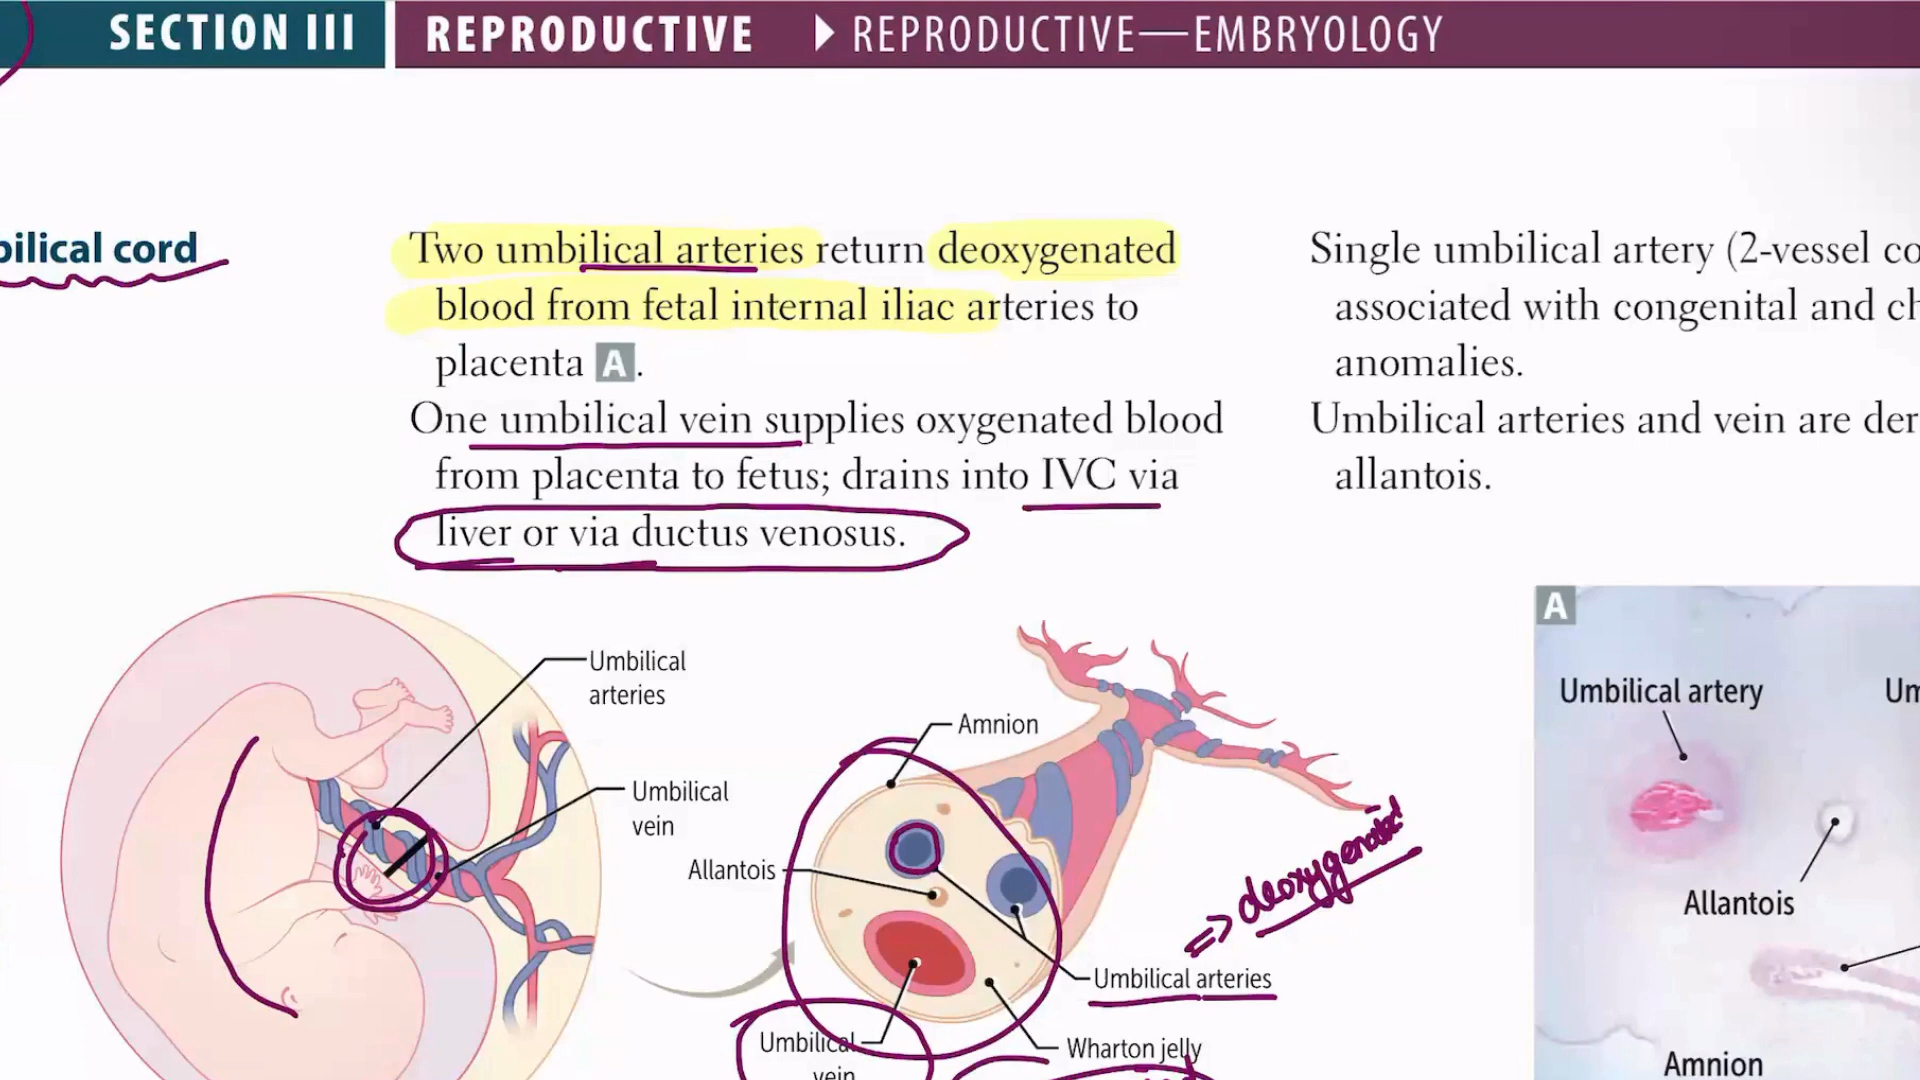 SECTION III REPRODUCTIVE ▶ REPRODUCTIVE—EMBRYOLOGY
bilical cord
Two umbilical arteries return deoxygenated
blood from fetal internal iliac arteries to
placenta A.
One umbilical vein supplies oxygenated blood
from placenta to fetus; drains into IVC via
liver or via ductus venosus.
Single umbilical artery (2-vessel co
associated with congenital and ch
anomalies.
Umbilical arteries and vein are der
allantois.
Umbilical
arteries
Umbilical
vein
Amnion
Allantois
=> deoxygenated
Umbilical arteries
Umbilical
vein
Wharton jelly
A
Umbilical artery
Um
Allantois
Amnion